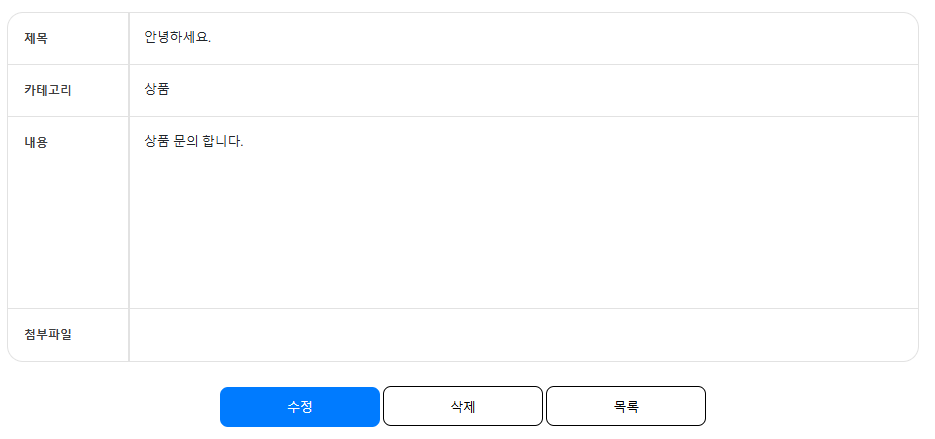 제목 안녕하세요.
카테고리 상품
내용 상품 문의 합니다.
첨부파일
수정 삭제 목록